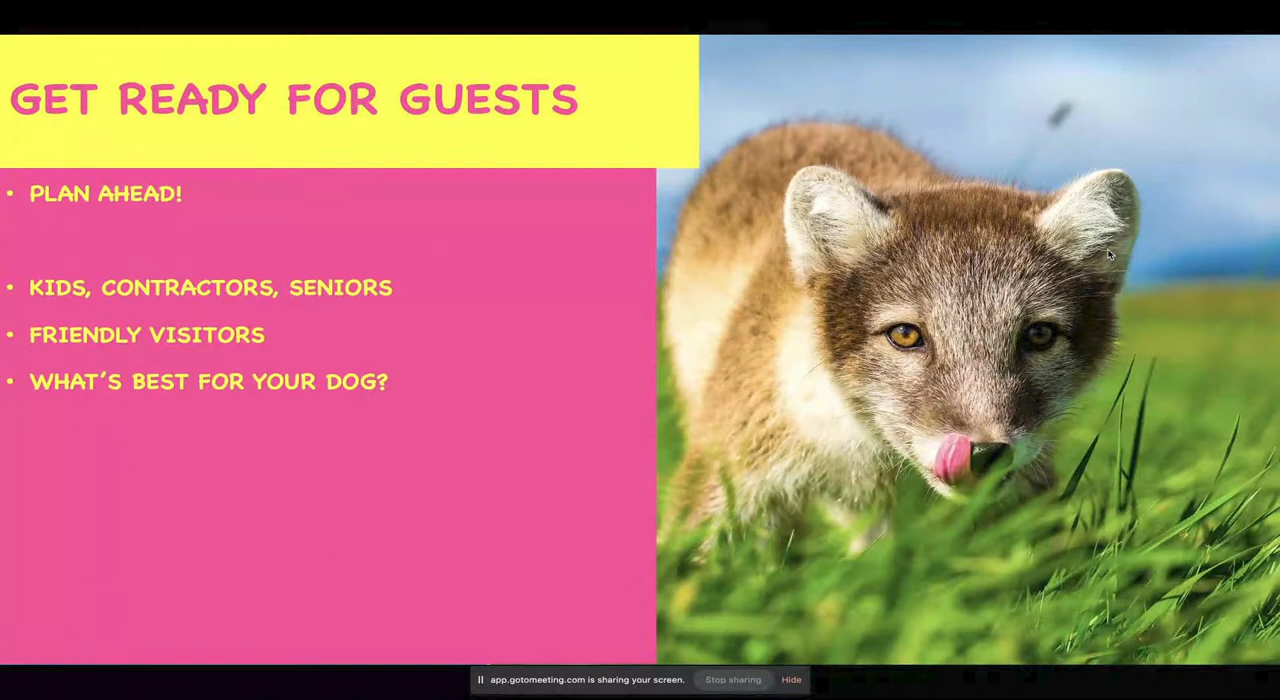 GET READY FOR GUESTS
• PLAN AHEAD!
• KIDS, CONTRACTORS, SENIORS
• FRIENDLY VISITORS
• WHAT'S BEST FOR YOUR DOG?
app.gotomeeting.com is sharing your screen. Stop sharing Hide